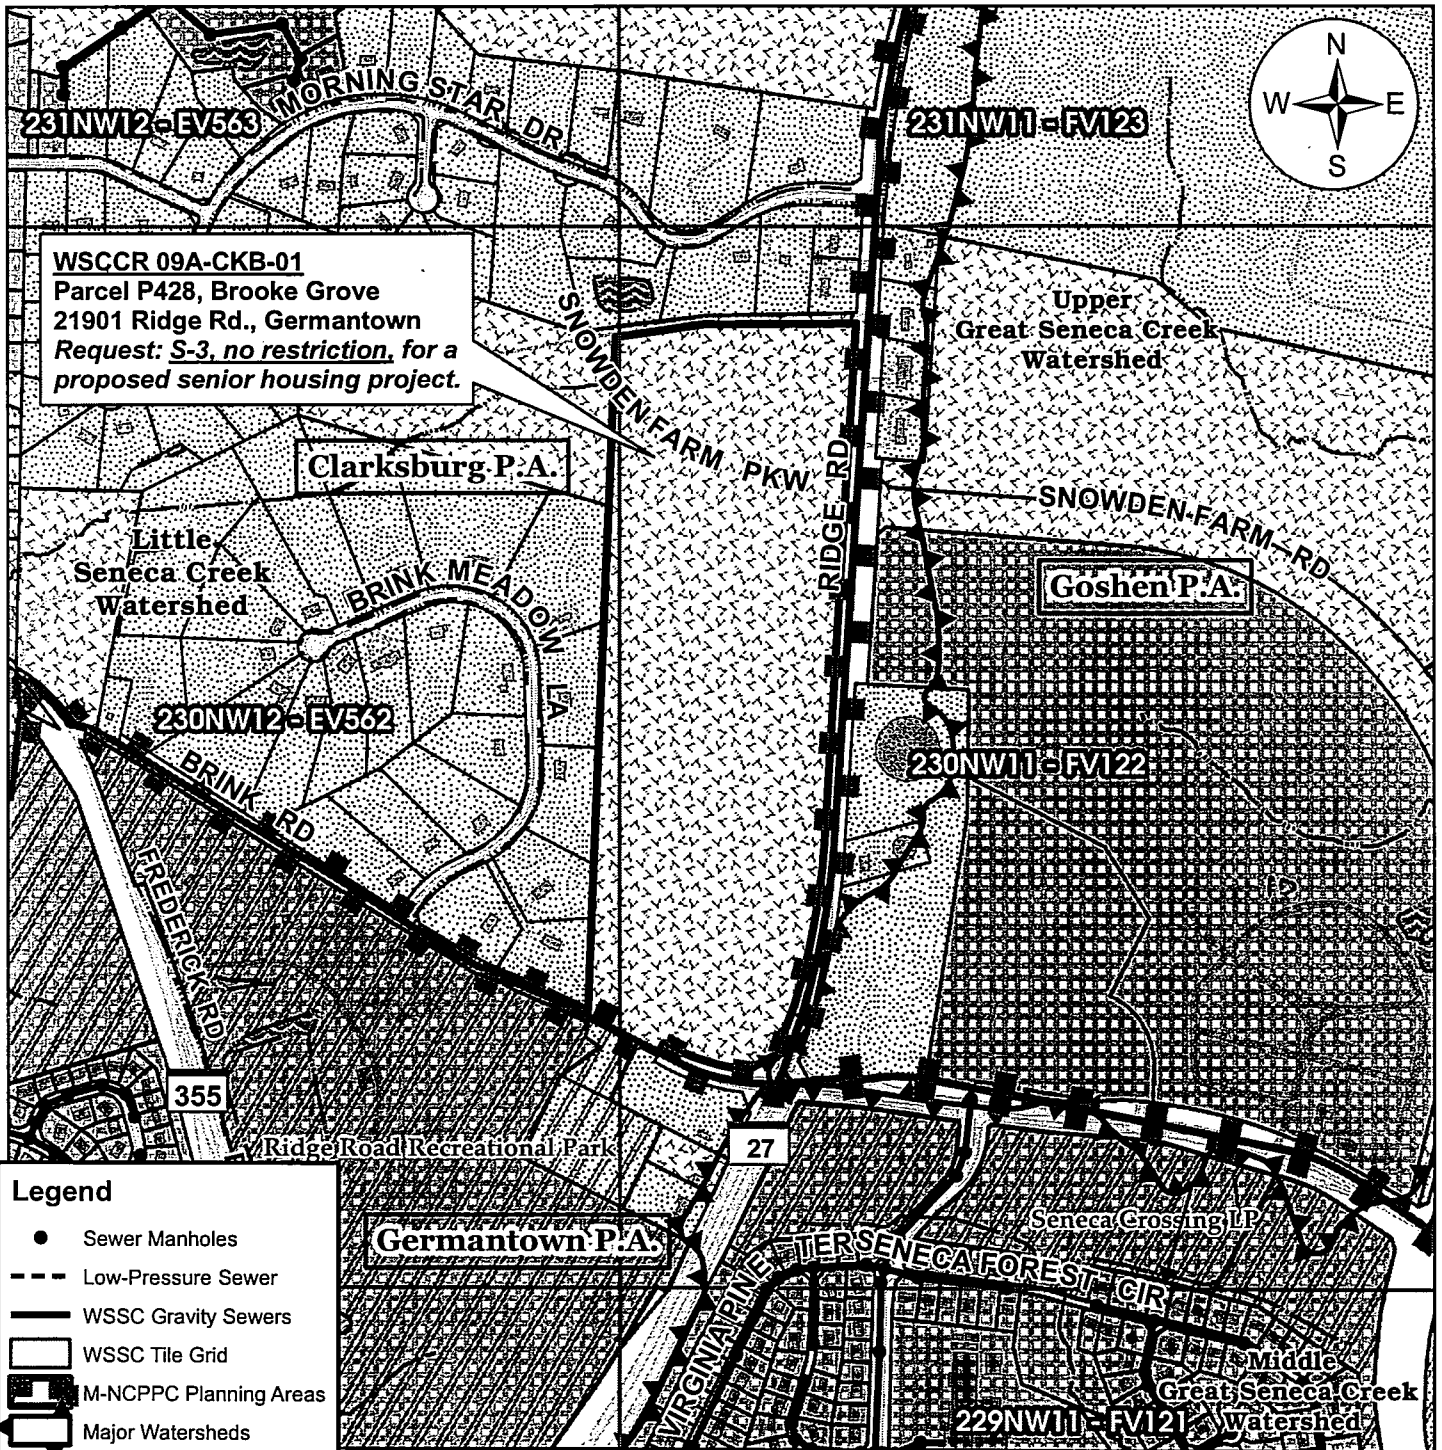 N
W E
S
MORNING STAR DR
231NW12 - EV563
231NW11 - FV123
WSCCR 09A-CKB-01
Parcel P428, Brooke Grove
21901 Ridge Rd., Germantown
Request: S-3, no restriction, for a
proposed senior housing project.
Upper
Great Seneca Creek
Watershed
SNOWDEN FARM PKW
RIDGE RD
Clarksburg P.A.
SNOWDEN FARM RD
Little
Seneca Creek
Watershed
BRINK MEADOW LA
Goshen P.A.
230NW12 - EV562
230NW11 - FV122
BRINK RD
FREDERICK RD
355
Ridge Road Recreational Park
27
Germantown P.A.
Seneca Crossing LP
VIRGINIA PINE TER
SENECA FOREST CIR
Middle
Great Seneca Creek
Watershed
229NW11 - FV121
Legend
Sewer Manholes
Low-Pressure Sewer
WSSC Gravity Sewers
WSSC Tile Grid
M-NCPPC Planning Areas
Major Watersheds